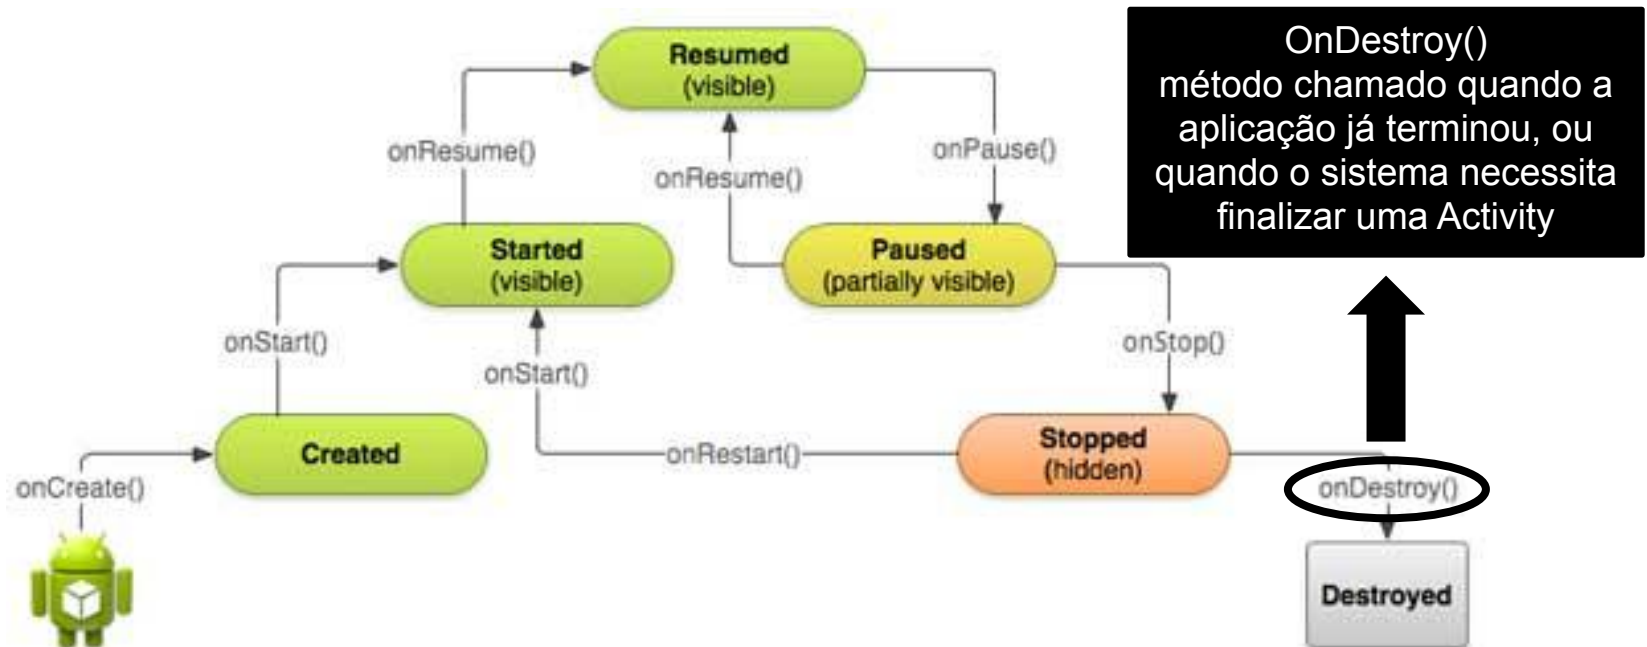 OnDestroy()
método chamado quando a
aplicação já terminou, ou
quando o sistema necessita
finalizar uma Activity
Resumed
(visible)
onResume()
onResume()
onPause()
Started
(visible)
Paused
(partially visible)
onStart()
onStart()
onStop()
Created
onRestart()
Stopped
(hidden)
onCreate()
onDestroy()
Destroyed